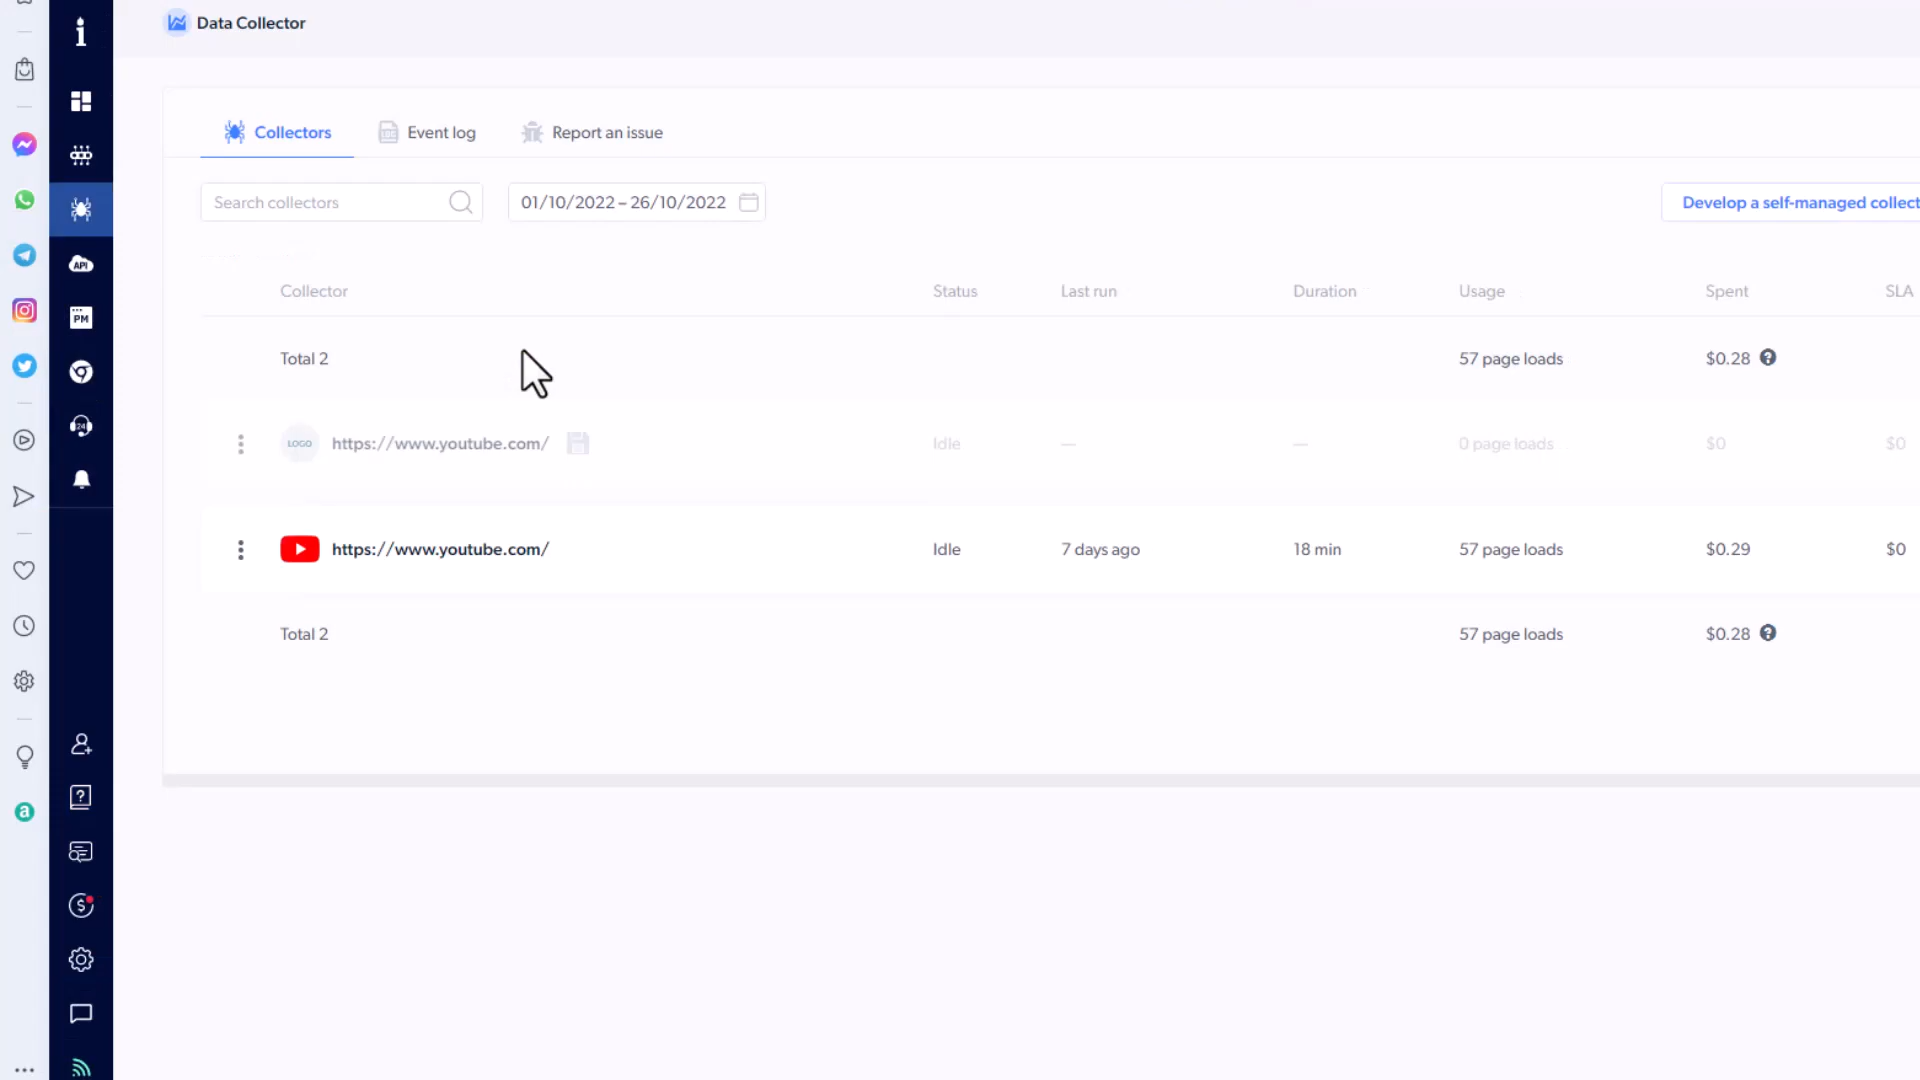 Data Collector
Collectors Event log Report an issue
Search collectors 01/10/2022 – 26/10/2022 Develop a self-managed collect
Collector Status Last run Duration Usage Spent SLA
Total 2 57 page loads $0.28 ?
LOGO https://www.youtube.com/ Idle — — 0 page loads $0 $0
https://www.youtube.com/ Idle 7 days ago 18 min 57 page loads $0.29 $0
Total 2 57 page loads $0.28 ?
API
PM
24
?
$
a